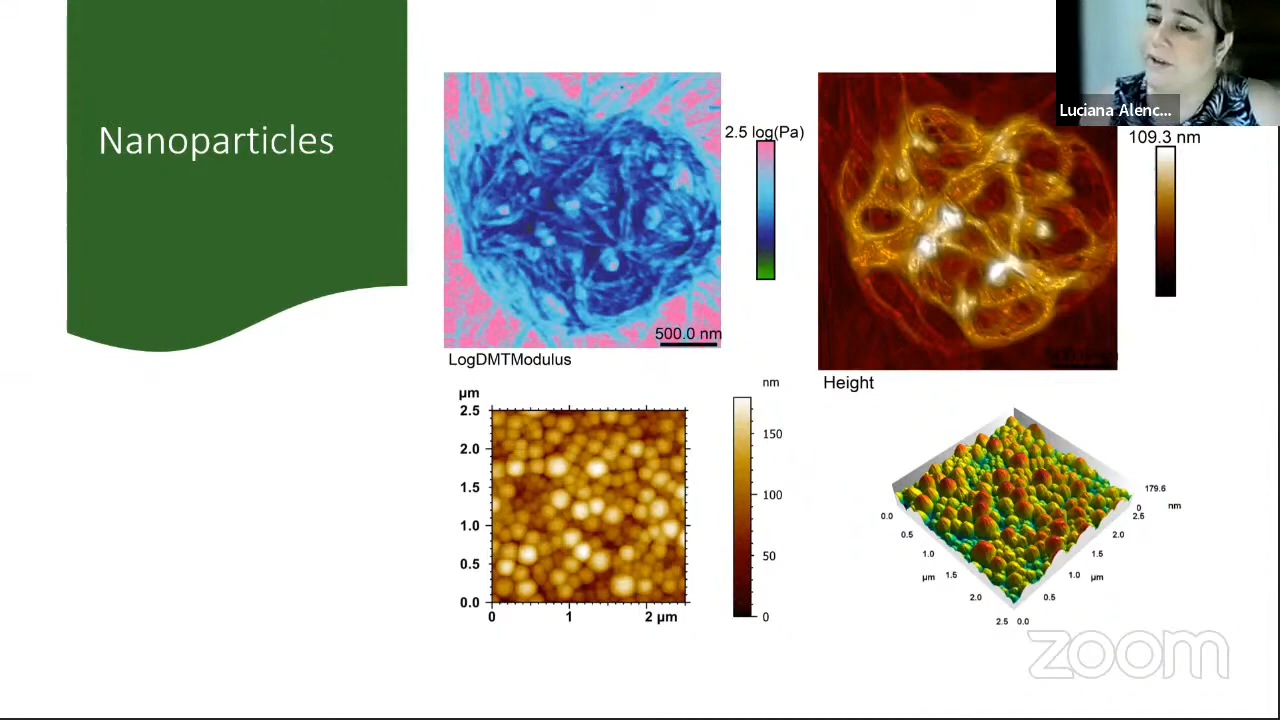 Nanoparticles
2.5 log(Pa)
500.0 nm
LogDMTModulus
Luciana Alenc...
109.3 nm
Height
µm
2.5
2.0
1.5
1.0
0.5
0.0
0
1
2 µm
nm
150
100
50
0
179.6
nm
0
2.6
2.0
1.5
1.0
µm
0.5
0.0
0.0
0.5
1.0
µm
1.5
2.0
2.5
zoom